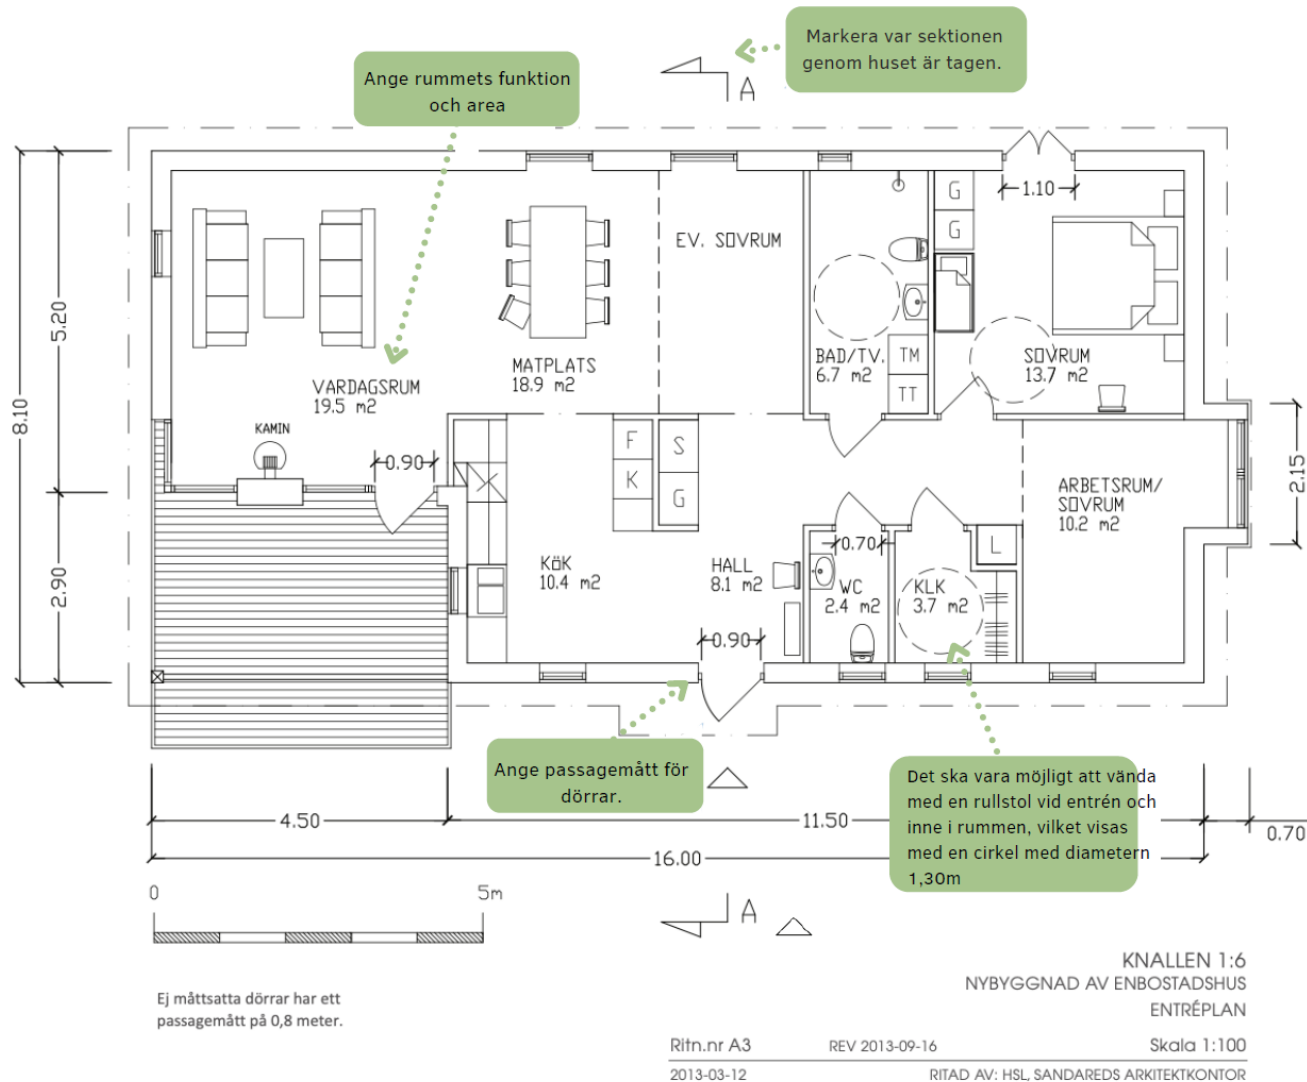 Markera var sektionen
genom huset är tagen.
Ange rummets funktion
och area
A
1.10
G
G
EV. SOVRUM
5.20
8.10
MATPLATS
18.9 m2
BAD/TV.
6.7 m2
TM
TT
SOVRUM
13.7 m2
VARDAGSRUM
19.5 m2
KAMIN
0.90
F
K
S
G
ARBETSRUM/
SOVRUM
10.2 m2
2.15
2.90
KÖK
10.4 m2
HALL
8.1 m2
0.70
WC
2.4 m2
KLK
3.7 m2
L
0.90
Ange passagemått för
dörrar.
Det ska vara möjligt att vända
med en rullstol vid entrén och
inne i rummen, vilket visas
med en cirkel med diametern
1,30m
4.50
11.50
0.70
16.00
0
5m
A
Ej måttsatta dörrar har ett
passagemått på 0,8 meter.
KNALLEN 1:6
NYBYGGNAD AV ENBOSTADSHUS
ENTRÉPLAN
Ritn.nr A3
REV 2013-09-16
Skala 1:100
2013-03-12
RITAD AV: HSL, SANDAREDS ARKITEKTKONTOR